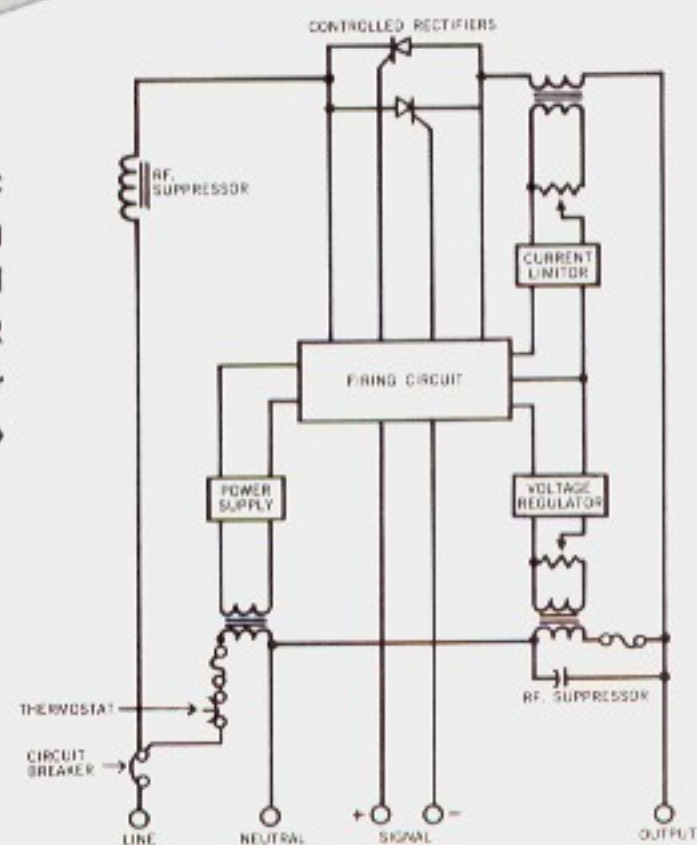 CONTROLLED RECTIFIERS
RF.
SUPPRESSOR
CURRENT
LIMITOR
FIRING CIRCUIT
POWER
SUPPLY
VOLTAGE
REGULATOR
THERMOSTAT
RF. SUPPRESSOR
CIRCUIT
BREAKER
+ -
LINE
NEUTRAL
SIGNAL
OUTPUT